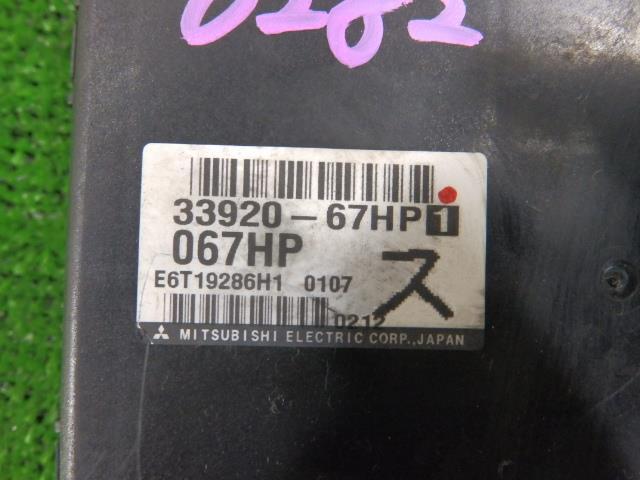 0282
33920-67HP1
067HP
E6T19286H1 0107
ス
0212
MITSUBISHI ELECTRIC CORP., JAPAN